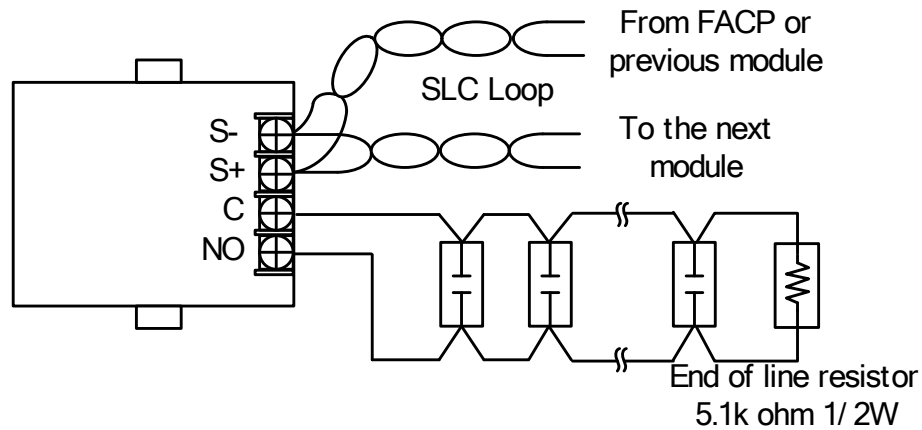 From FACP or
previous module
SLC Loop
To the next
module
S-
S+
C
NO
End of line resistor
5.1k ohm 1/2W